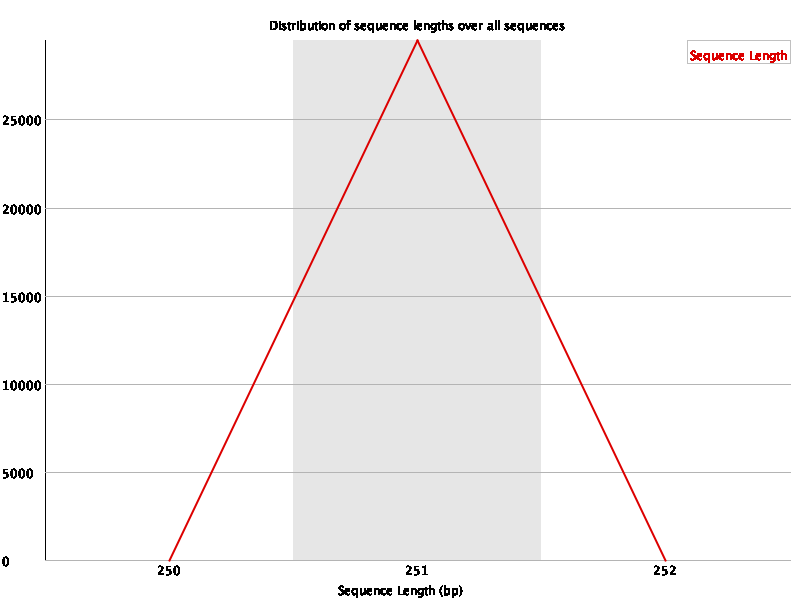 Distribution of sequence lengths over all sequences
Sequence Length
25000
20000
15000
10000
5000
0
250 251 252
Sequence Length (bp)